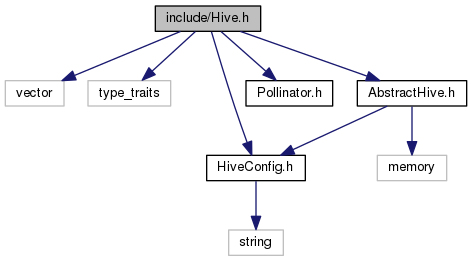 include/Hive.h
vector
type_traits
Pollinator.h
AbstractHive.h
HiveConfig.h
memory
string